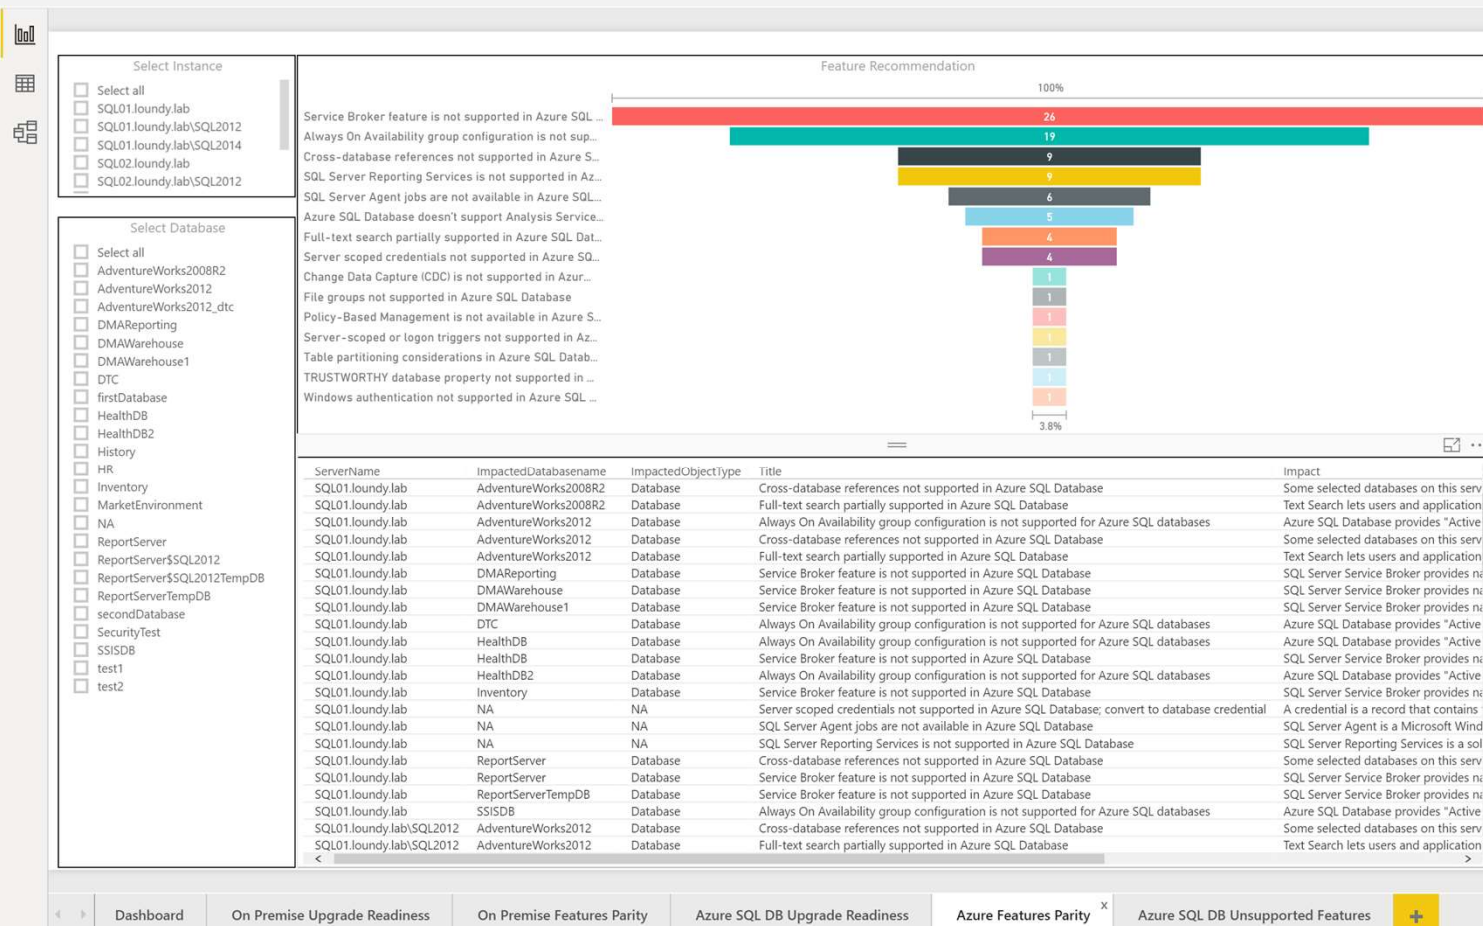 Select Instance
Select all
SQL01.loundy.lab
SQL01.loundy.lab\SQL2012
SQL01.loundy.lab\SQL2014
SQL02.loundy.lab
SQL02.loundy.lab\SQL2012
Select Database
Select all
AdventureWorks2008R2
AdventureWorks2012
AdventureWorks2012_dtc
DMAReporting
DMAWarehouse
DMAWarehouse1
DTC
firstDatabase
HealthDB
HealthDB2
History
HR
Inventory
MarketEnvironment
NA
ReportServer
ReportServer$SQL2012
ReportServer$SQL2012TempDB
ReportServerTempDB
secondDatabase
SecurityTest
SSISDB
test1
test2
Feature Recommendation
100%
Service Broker feature is not supported in Azure SQL ... 26
Always On Availability group configuration is not sup... 19
Cross-database references not supported in Azure S... 9
SQL Server Reporting Services is not supported in Az... 9
SQL Server Agent jobs are not available in Azure SQL... 6
Azure SQL Database doesn't support Analysis Service... 5
Full-text search partially supported in Azure SQL Dat... 4
Server scoped credentials not supported in Azure SQ... 4
Change Data Capture (CDC) is not supported in Azur... 1
File groups not supported in Azure SQL Database 1
Policy-Based Management is not available in Azure S... 1
Server-scoped or logon triggers not supported in Az... 1
Table partitioning considerations in Azure SQL Datab... 1
TRUSTWORTHY database property not supported in ... 1
Windows authentication not supported in Azure SQL ... 1
3.8%
ServerName ImpactedDatabasename ImpactedObjectType Title Impact
SQL01.loundy.lab AdventureWorks2008R2 Database Cross-database references not supported in Azure SQL Database Some selected databases on this serv
SQL01.loundy.lab AdventureWorks2008R2 Database Full-text search partially supported in Azure SQL Database Text Search lets users and application
SQL01.loundy.lab AdventureWorks2012 Database Always On Availability group configuration is not supported for Azure SQL databases Azure SQL Database provides "Active
SQL01.loundy.lab AdventureWorks2012 Database Cross-database references not supported in Azure SQL Database Some selected databases on this serv
SQL01.loundy.lab AdventureWorks2012 Database Full-text search partially supported in Azure SQL Database Text Search lets users and application
SQL01.loundy.lab DMAReporting Database Service Broker feature is not supported in Azure SQL Database SQL Server Service Broker provides na
SQL01.loundy.lab DMAWarehouse Database Service Broker feature is not supported in Azure SQL Database SQL Server Service Broker provides na
SQL01.loundy.lab DMAWarehouse1 Database Service Broker feature is not supported in Azure SQL Database SQL Server Service Broker provides na
SQL01.loundy.lab DTC Database Always On Availability group configuration is not supported for Azure SQL databases Azure SQL Database provides "Active
SQL01.loundy.lab HealthDB Database Always On Availability group configuration is not supported for Azure SQL databases Azure SQL Database provides "Active
SQL01.loundy.lab HealthDB Database Service Broker feature is not supported in Azure SQL Database SQL Server Service Broker provides na
SQL01.loundy.lab HealthDB2 Database Always On Availability group configuration is not supported for Azure SQL databases Azure SQL Database provides "Active
SQL01.loundy.lab Inventory Database Service Broker feature is not supported in Azure SQL Database SQL Server Service Broker provides na
SQL01.loundy.lab NA NA Server scoped credentials not supported in Azure SQL Database; convert to database credential A credential is a record that contains
SQL01.loundy.lab NA NA SQL Server Agent jobs are not available in Azure SQL Database SQL Server Agent is a Microsoft Wind
SQL01.loundy.lab NA NA SQL Server Reporting Services is not supported in Azure SQL Database SQL Server Reporting Services is a sol
SQL01.loundy.lab ReportServer Database Cross-database references not supported in Azure SQL Database Some selected databases on this serv
SQL01.loundy.lab ReportServer Database Service Broker feature is not supported in Azure SQL Database SQL Server Service Broker provides na
SQL01.loundy.lab ReportServerTempDB Database Service Broker feature is not supported in Azure SQL Database SQL Server Service Broker provides na
SQL01.loundy.lab SSISDB Database Always On Availability group configuration is not supported for Azure SQL databases Azure SQL Database provides "Active
SQL01.loundy.lab\SQL2012 AdventureWorks2012 Database Cross-database references not supported in Azure SQL Database Some selected databases on this serv
SQL01.loundy.lab\SQL2012 AdventureWorks2012 Database Full-text search partially supported in Azure SQL Database Text Search lets users and application
Dashboard On Premise Upgrade Readiness On Premise Features Parity Azure SQL DB Upgrade Readiness Azure Features Parity x Azure SQL DB Unsupported Features +